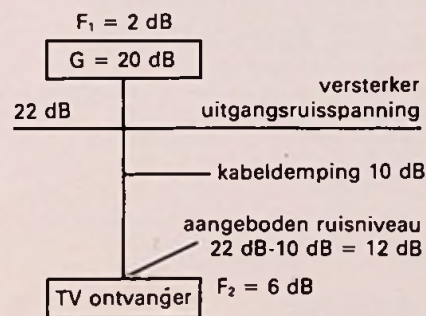 F₁ = 2 dB
G = 20 dB
22 dB
versterker
uitgangsruisspanning
kabeldemping 10 dB
aangeboden ruisniveau
22 dB-10 dB = 12 dB
TV ontvanger
F₂ = 6 dB